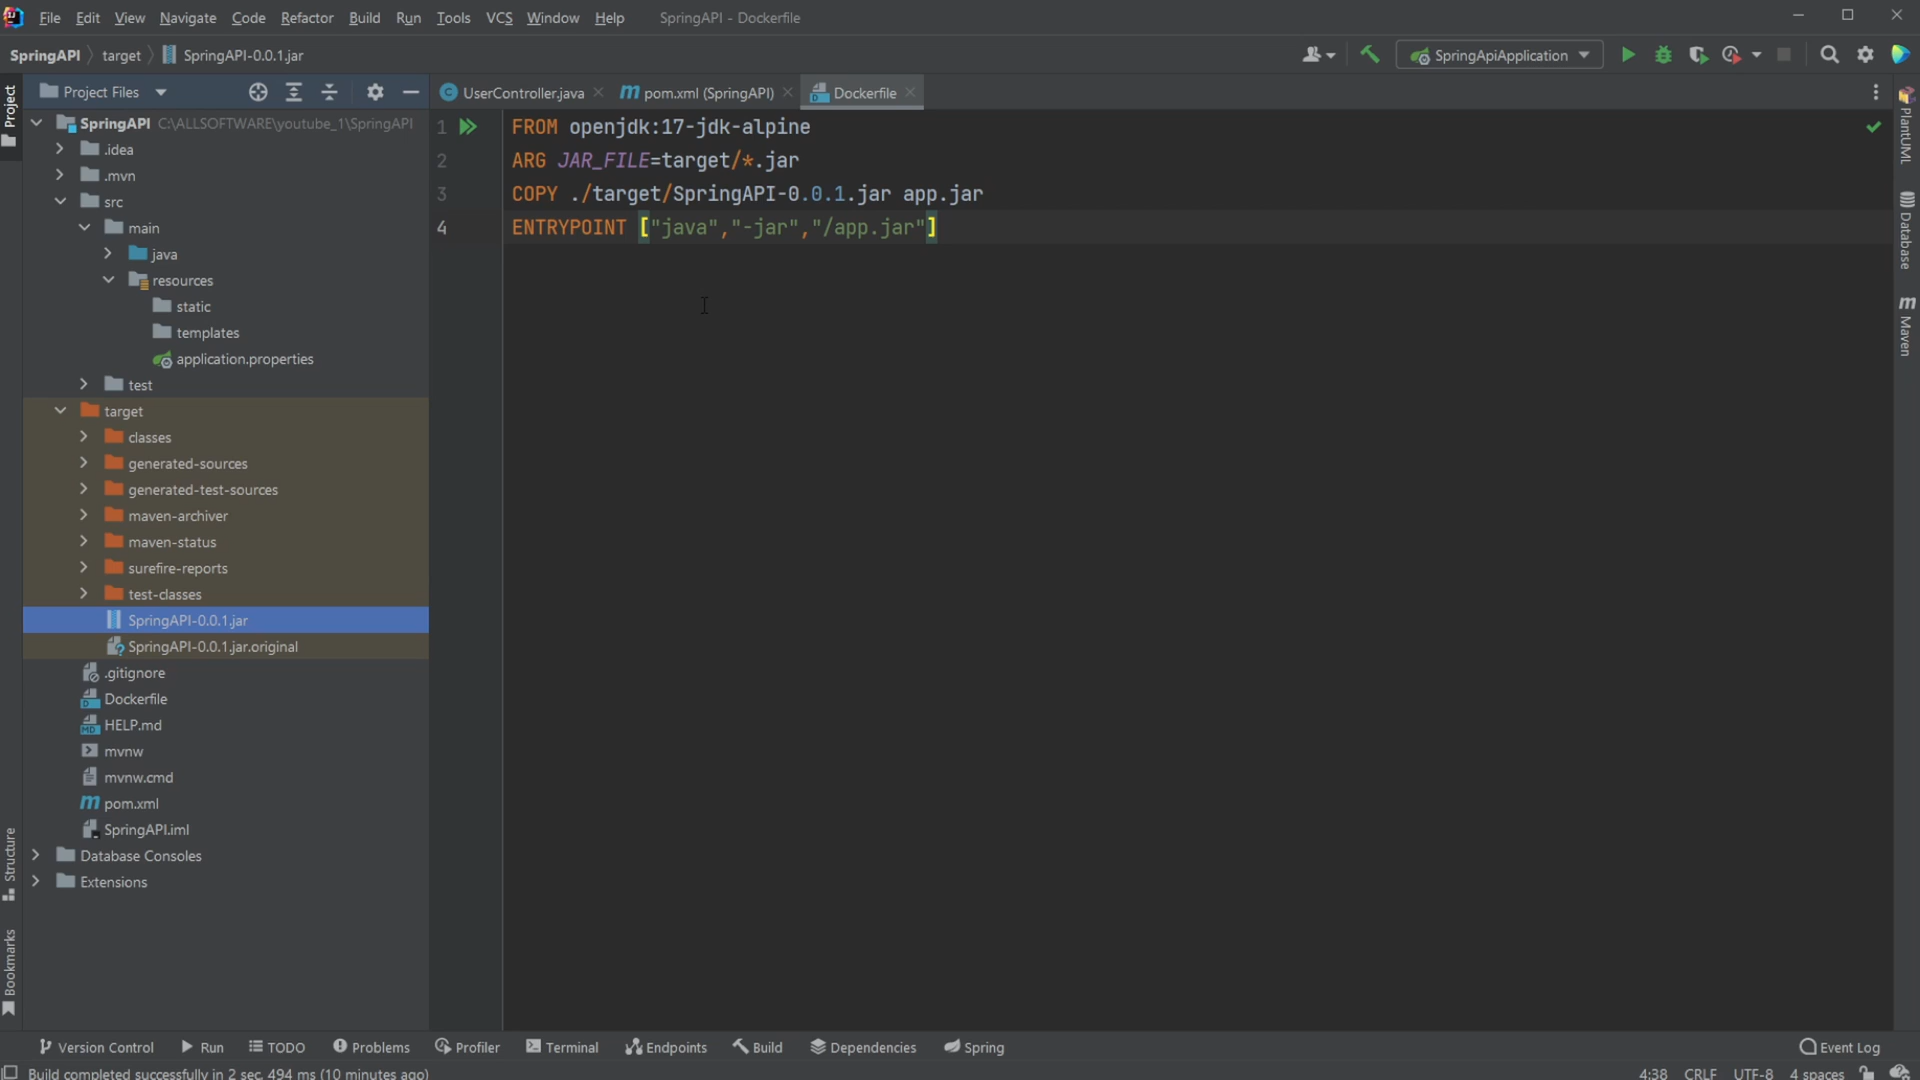 File Edit View Navigate Code Refactor Build Run Tools VCS Window Help SpringAPI - Dockerfile
SpringAPI target SpringAPI-0.0.1.jar SpringApiApplication
Project Files
UserController.java pom.xml (SpringAPI) Dockerfile
SpringAPI C:\ALLSOFTWARE\youtube_1\SpringAPI
.idea
.mvn
src
main
java
resources
static
templates
application.properties
test
target
classes
generated-sources
generated-test-sources
maven-archiver
maven-status
surefire-reports
test-classes
SpringAPI-0.0.1.jar
SpringAPI-0.0.1.jar.original
.gitignore
Dockerfile
HELP.md
mvnw
mvnw.cmd
pom.xml
SpringAPI.iml
Database Consoles
Extensions
1 FROM openjdk:17-jdk-alpine
2 ARG JAR_FILE=target/*.jar
3 COPY ./target/SpringAPI-0.0.1.jar app.jar
4 ENTRYPOINT ["java","-jar","/app.jar"]
Project
Structure
Bookmarks
PlantUML
Database
Maven
Version Control Run TODO Problems Profiler Terminal Endpoints Build Dependencies Spring Event Log
Build completed successfully in 2 sec, 494 ms (10 minutes ago) 4:38 CRLF UTF-8 4 spaces